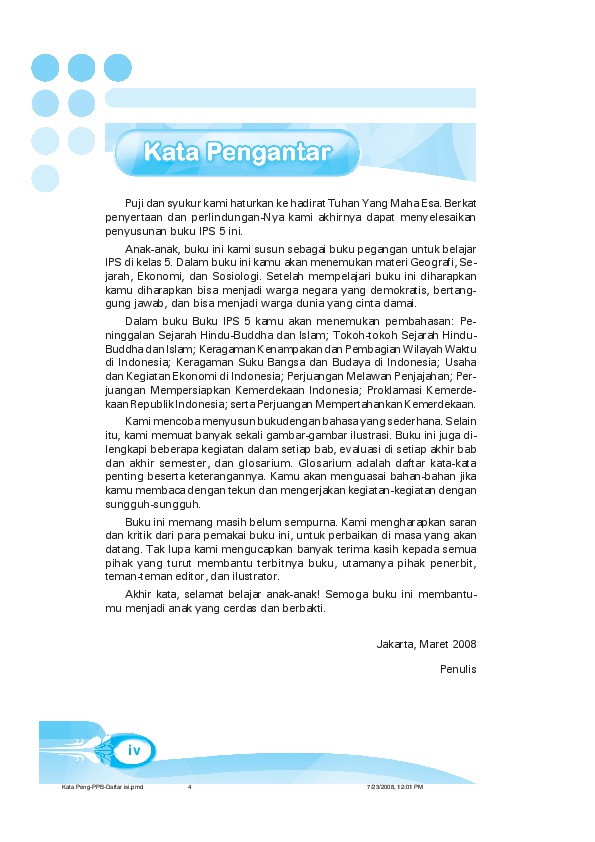 Kata Pengantar
Puji dan syukur kami haturkan ke hadirat Tuhan Yang Maha Esa. Berkat
penyertaan dan perlindungan-Nya kami akhirnya dapat menyelesaikan
penyusunan buku IPS 5 ini.
Anak-anak, buku ini kami susun sebagai buku pegangan untuk belajar
IPS di kelas 5. Dalam buku ini kamu akan menemukan materi Geografi, Se-
jarah, Ekonomi, dan Sosiologi. Setelah mempelajari buku ini diharapkan
kamu diharapkan bisa menjadi warga negara yang demokratis, bertang-
gung jawab, dan bisa menjadi warga dunia yang cinta damai.
Dalam buku Buku IPS 5 kamu akan menemukan pembahasan: Pe-
ninggalan Sejarah Hindu-Buddha dan Islam; Tokoh-tokoh Sejarah Hindu-
Buddha dan Islam; Keragaman Kenampakan dan Pembagian Wilayah Waktu
di Indonesia; Keragaman Suku Bangsa dan Budaya di Indonesia; Usaha
dan Kegiatan Ekonomi di Indonesia; Perjuangan Melawan Penjajahan; Per-
juangan Mempersiapkan Kemerdekaan Indonesia; Proklamasi Kemerde-
kaan Republik Indonesia; serta Perjuangan Mempertahankan Kemerdekaan.
Kami mencoba menyusun buku dengan bahasa yang sederhana. Selain
itu, kami memuat banyak sekali gambar-gambar ilustrasi. Buku ini juga di-
lengkapi beberapa kegiatan dalam setiap bab, evaluasi di setiap akhir bab
dan akhir semester, dan glosarium. Glosarium adalah daftar kata-kata
penting beserta keterangannya. Kamu akan menguasai bahan-bahan jika
kamu membaca dengan tekun dan mengerjakan kegiatan-kegiatan dengan
sungguh-sungguh.
Buku ini memang masih belum sempurna. Kami mengharapkan saran
dan kritik dari para pemakai buku ini, untuk perbaikan di masa yang akan
datang. Tak lupa kami mengucapkan banyak terima kasih kepada semua
pihak yang turut membantu terbitnya buku, utamanya pihak penerbit,
teman-teman editor, dan ilustrator.
Akhir kata, selamat belajar anak-anak! Semoga buku ini membantu-
mu menjadi anak yang cerdas dan berbakti.
Jakarta, Maret 2008
Penulis
iv
Kata Peng-PPB-Daftar isi.pmd 4 7/23/2008, 12:01 PM